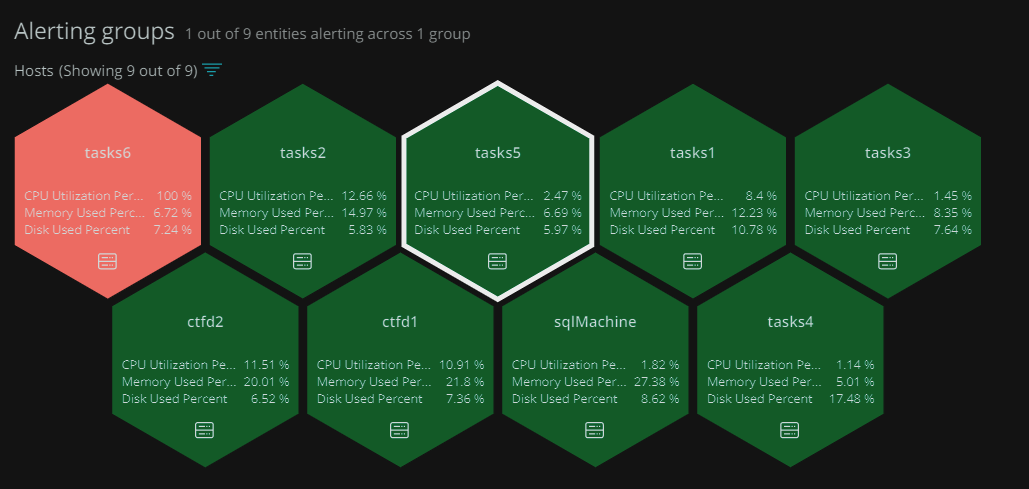 Alerting groups 1 out of 9 entities alerting across 1 group
Hosts (Showing 9 out of 9)
tasks6
CPU Utilization Per... 100 %
Memory Used Perc... 6.72 %
Disk Used Percent 7.24 %
tasks2
CPU Utilization Pe... 12.66 %
Memory Used Per... 14.97 %
Disk Used Percent 5.83 %
tasks5
CPU Utilization Per... 2.47 %
Memory Used Perc... 6.69 %
Disk Used Percent 5.97 %
tasks1
CPU Utilization Pe... 8.4 %
Memory Used Per... 12.23 %
Disk Used Percent 10.78 %
tasks3
CPU Utilization Per... 1.45 %
Memory Used Perc... 8.35 %
Disk Used Percent 7.64 %
ctfd2
CPU Utilization Pe... 11.51 %
Memory Used Per... 20.01 %
Disk Used Percent 6.52 %
ctfd1
CPU Utilization Pe... 10.91 %
Memory Used Per... 21.8 %
Disk Used Percent 7.36 %
sqlMachine
CPU Utilization Pe... 1.82 %
Memory Used Per... 27.38 %
Disk Used Percent 8.62 %
tasks4
CPU Utilization Pe... 1.14 %
Memory Used Per... 5.01 %
Disk Used Percent 17.48 %